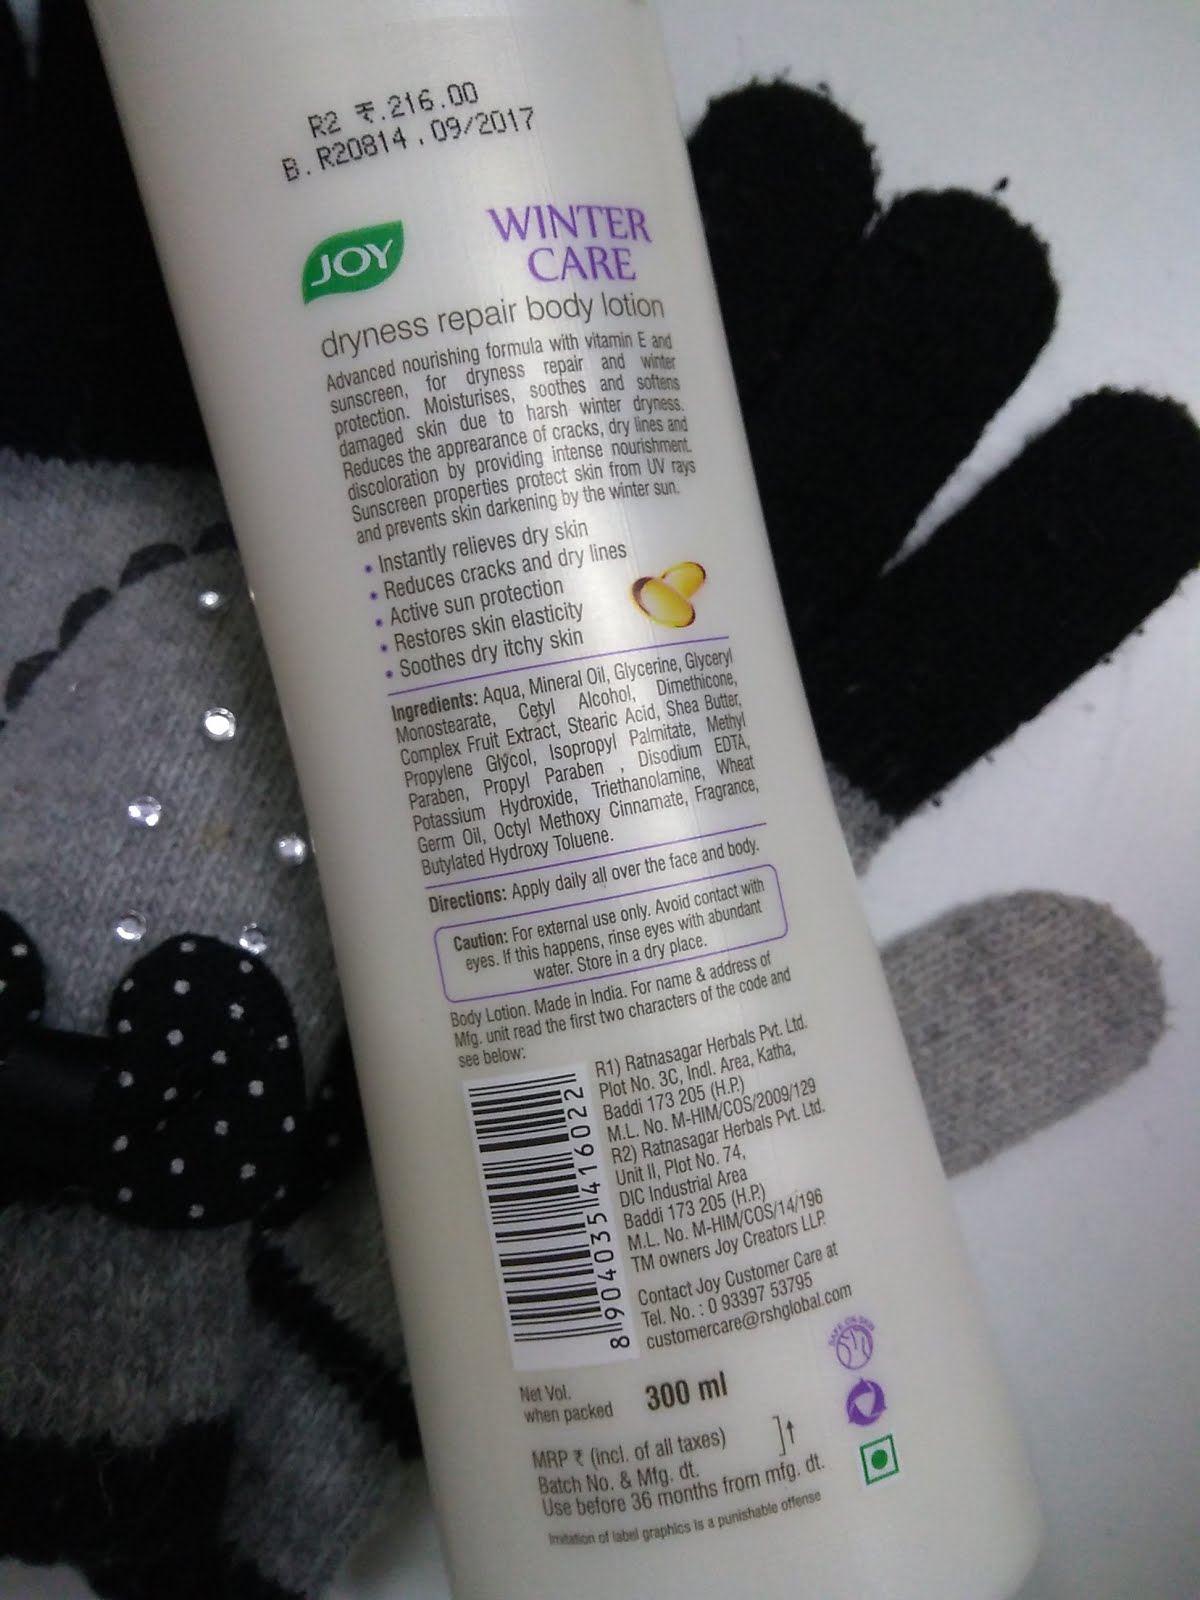 R2 ₹.216.00
B. R20814 . 09/2017
JOY
WINTER
CARE
dryness repair body lotion
Advanced nourishing formula with vitamin E and
sunscreen, for dryness repair and winter
protection. Moisturises, soothes and softens
damaged skin due to harsh winter dryness.
Reduces the apprearance of cracks, dry lines and
discoloration by providing intense nourishment.
Sunscreen properties protect skin from UV rays
and prevents skin darkening by the winter sun.
• Instantly relieves dry skin
• Reduces cracks and dry lines
• Active sun protection
• Restores skin elasticity
• Soothes dry itchy skin
Ingredients: Aqua, Mineral Oil, Glycerine, Glyceryl
Monostearate, Cetyl Alcohol, Dimethicone,
Complex Fruit Extract, Stearic Acid, Shea Butter,
Propylene Glycol, Isopropyl Palmitate, Methyl
Paraben, Propyl Paraben , Disodium EDTA,
Potassium Hydroxide, Triethanolamine, Wheat
Germ Oil, Octyl Methoxy Cinnamate, Fragrance,
Butylated Hydroxy Toluene.
Directions: Apply daily all over the face and body.
Caution: For external use only. Avoid contact with
eyes. If this happens, rinse eyes with abundant
water. Store in a dry place.
Body Lotion. Made in India. For name & address of
Mfg. unit read the first two characters of the code and
see below:
R1) Ratnasagar Herbals Pvt. Ltd.
Plot No. 3C, Indl. Area, Katha,
Baddi 173 205 (H.P.)
M.L. No. M-HIM/COS/2009/129
R2) Ratnasagar Herbals Pvt. Ltd.
Unit II, Plot No. 74,
DIC Industrial Area
Baddi 173 205 (H.P.)
M.L. No. M-HIM/COS/14/196
TM owners Joy Creators LLP.
8904035416022
Contact Joy Customer Care at
Tel. No. : 0 93397 53795
customercare@rshglobal.com
SAFE ON SKIN
Net Vol.
when packed
300 ml
MRP ₹ (incl. of all taxes)
Batch No. & Mfg. dt.
Use before 36 months from mfg. dt.
Imitation of label graphics is a punishable offense